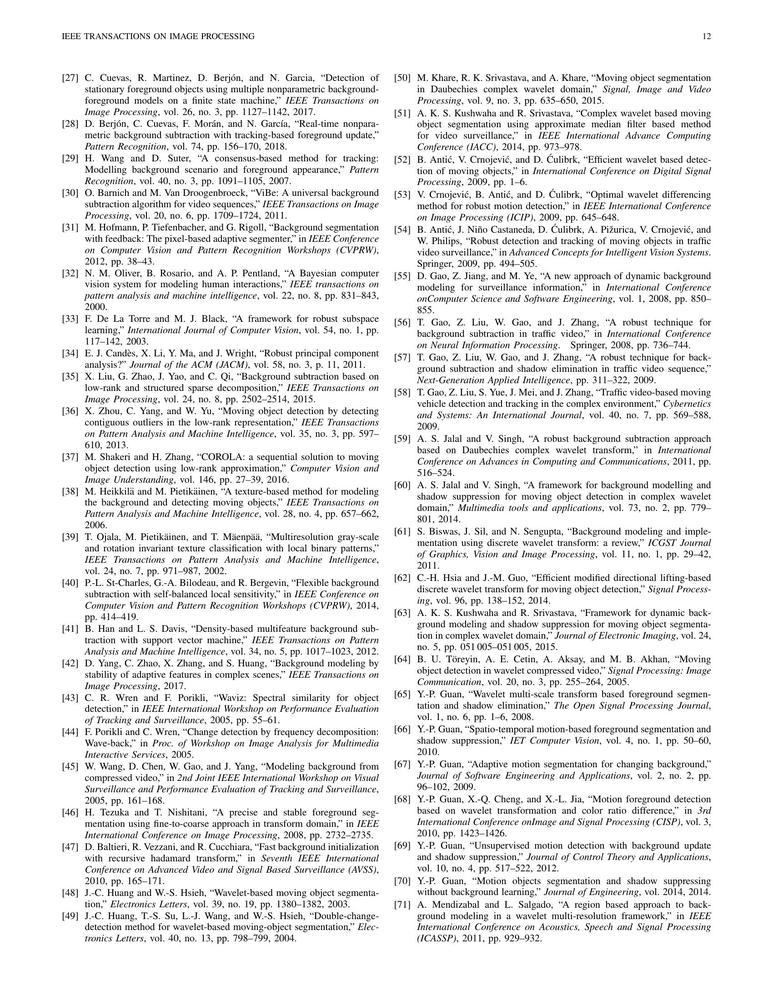 IEEE TRANSACTIONS ON IMAGE PROCESSING
12
[27] C. Cuevas, R. Martinez, D. Berjón, and N. Garcia, “Detection of
stationary foreground objects using multiple nonparametric background-
foreground models on a finite state machine,” IEEE Transactions on
Image Processing, vol. 26, no. 3, pp. 1127–1142, 2017.
[28] D. Berjón, C. Cuevas, F. Morán, and N. García, “Real-time nonpara-
metric background subtraction with tracking-based foreground update,”
Pattern Recognition, vol. 74, pp. 156–170, 2018.
[29] H. Wang and D. Suter, “A consensus-based method for tracking:
Modelling background scenario and foreground appearance,” Pattern
Recognition, vol. 40, no. 3, pp. 1091–1105, 2007.
[30] O. Barnich and M. Van Droogenbroeck, “ViBe: A universal background
subtraction algorithm for video sequences,” IEEE Transactions on Image
Processing, vol. 20, no. 6, pp. 1709–1724, 2011.
[31] M. Hofmann, P. Tiefenbacher, and G. Rigoll, “Background segmentation
with feedback: The pixel-based adaptive segmenter,” in IEEE Conference
on Computer Vision and Pattern Recognition Workshops (CVPRW),
2012, pp. 38–43.
[32] N. M. Oliver, B. Rosario, and A. P. Pentland, “A Bayesian computer
vision system for modeling human interactions,” IEEE transactions on
pattern analysis and machine intelligence, vol. 22, no. 8, pp. 831–843,
2000.
[33] F. De La Torre and M. J. Black, “A framework for robust subspace
learning,” International Journal of Computer Vision, vol. 54, no. 1, pp.
117–142, 2003.
[34] E. J. Candès, X. Li, Y. Ma, and J. Wright, “Robust principal component
analysis?” Journal of the ACM (JACM), vol. 58, no. 3, p. 11, 2011.
[35] X. Liu, G. Zhao, J. Yao, and C. Qi, “Background subtraction based on
low-rank and structured sparse decomposition,” IEEE Transactions on
Image Processing, vol. 24, no. 8, pp. 2502–2514, 2015.
[36] X. Zhou, C. Yang, and W. Yu, “Moving object detection by detecting
contiguous outliers in the low-rank representation,” IEEE Transactions
on Pattern Analysis and Machine Intelligence, vol. 35, no. 3, pp. 597–
610, 2013.
[37] M. Shakeri and H. Zhang, “COROLA: a sequential solution to moving
object detection using low-rank approximation,” Computer Vision and
Image Understanding, vol. 146, pp. 27–39, 2016.
[38] M. Heikkilä and M. Pietikäinen, “A texture-based method for modeling
the background and detecting moving objects,” IEEE Transactions on
Pattern Analysis and Machine Intelligence, vol. 28, no. 4, pp. 657–662,
2006.
[39] T. Ojala, M. Pietikäinen, and T. Mäenpää, “Multiresolution gray-scale
and rotation invariant texture classification with local binary patterns,”
IEEE Transactions on Pattern Analysis and Machine Intelligence,
vol. 24, no. 7, pp. 971–987, 2002.
[40] P.-L. St-Charles, G.-A. Bilodeau, and R. Bergevin, “Flexible background
subtraction with self-balanced local sensitivity,” in IEEE Conference on
Computer Vision and Pattern Recognition Workshops (CVPRW), 2014,
pp. 414–419.
[41] B. Han and L. S. Davis, “Density-based multifeature background sub-
traction with support vector machine,” IEEE Transactions on Pattern
Analysis and Machine Intelligence, vol. 34, no. 5, pp. 1017–1023, 2012.
[42] D. Yang, C. Zhao, X. Zhang, and S. Huang, “Background modeling by
stability of adaptive features in complex scenes,” IEEE Transactions on
Image Processing, 2017.
[43] C. R. Wren and F. Porikli, “Waviz: Spectral similarity for object
detection,” in IEEE International Workshop on Performance Evaluation
of Tracking and Surveillance, 2005, pp. 55–61.
[44] F. Porikli and C. Wren, “Change detection by frequency decomposition:
Wave-back,” in Proc. of Workshop on Image Analysis for Multimedia
Interactive Services, 2005.
[45] W. Wang, D. Chen, W. Gao, and J. Yang, “Modeling background from
compressed video,” in 2nd Joint IEEE International Workshop on Visual
Surveillance and Performance Evaluation of Tracking and Surveillance,
2005, pp. 161–168.
[46] H. Tezuka and T. Nishitani, “A precise and stable foreground seg-
mentation using fine-to-coarse approach in transform domain,” in IEEE
International Conference on Image Processing, 2008, pp. 2732–2735.
[47] D. Baltieri, R. Vezzani, and R. Cucchiara, “Fast background initialization
with recursive hadamard transform,” in Seventh IEEE International
Conference on Advanced Video and Signal Based Surveillance (AVSS),
2010, pp. 165–171.
[48] J.-C. Huang and W.-S. Hsieh, “Wavelet-based moving object segmenta-
tion,” Electronics Letters, vol. 39, no. 19, pp. 1380–1382, 2003.
[49] J.-C. Huang, T.-S. Su, L.-J. Wang, and W.-S. Hsieh, “Double-change-
detection method for wavelet-based moving-object segmentation,” Elec-
tronics Letters, vol. 40, no. 13, pp. 798–799, 2004.
[50] M. Khare, R. K. Srivastava, and A. Khare, “Moving object segmentation
in Daubechies complex wavelet domain,” Signal, Image and Video
Processing, vol. 9, no. 3, pp. 635–650, 2015.
[51] A. K. S. Kushwaha and R. Srivastava, “Complex wavelet based moving
object segmentation using approximate median filter based method
for video surveillance,” in IEEE International Advance Computing
Conference (IACC), 2014, pp. 973–978.
[52] B. Antić, V. Crnojević, and D. Ćulibrk, “Efficient wavelet based detec-
tion of moving objects,” in International Conference on Digital Signal
Processing, 2009, pp. 1–6.
[53] V. Crnojević, B. Antić, and D. Ćulibrk, “Optimal wavelet differencing
method for robust motion detection,” in IEEE International Conference
on Image Processing (ICIP), 2009, pp. 645–648.
[54] B. Antić, J. Niño Castaneda, D. Ćulibrk, A. Pižurica, V. Crnojević, and
W. Philips, “Robust detection and tracking of moving objects in traffic
video surveillance,” in Advanced Concepts for Intelligent Vision Systems.
Springer, 2009, pp. 494–505.
[55] D. Gao, Z. Jiang, and M. Ye, “A new approach of dynamic background
modeling for surveillance information,” in International Conference
onComputer Science and Software Engineering, vol. 1, 2008, pp. 850–
855.
[56] T. Gao, Z. Liu, W. Gao, and J. Zhang, “A robust technique for
background subtraction in traffic video,” in International Conference
on Neural Information Processing. Springer, 2008, pp. 736–744.
[57] T. Gao, Z. Liu, W. Gao, and J. Zhang, “A robust technique for back-
ground subtraction and shadow elimination in traffic video sequence,”
Next-Generation Applied Intelligence, pp. 311–322, 2009.
[58] T. Gao, Z. Liu, S. Yue, J. Mei, and J. Zhang, “Traffic video-based moving
vehicle detection and tracking in the complex environment,” Cybernetics
and Systems: An International Journal, vol. 40, no. 7, pp. 569–588,
2009.
[59] A. S. Jalal and V. Singh, “A robust background subtraction approach
based on Daubechies complex wavelet transform,” in International
Conference on Advances in Computing and Communications, 2011, pp.
516–524.
[60] A. S. Jalal and V. Singh, “A framework for background modelling and
shadow suppression for moving object detection in complex wavelet
domain,” Multimedia tools and applications, vol. 73, no. 2, pp. 779–
801, 2014.
[61] S. Biswas, J. Sil, and N. Sengupta, “Background modeling and imple-
mentation using discrete wavelet transform: a review,” ICGST Journal
of Graphics, Vision and Image Processing, vol. 11, no. 1, pp. 29–42,
2011.
[62] C.-H. Hsia and J.-M. Guo, “Efficient modified directional lifting-based
discrete wavelet transform for moving object detection,” Signal Process-
ing, vol. 96, pp. 138–152, 2014.
[63] A. K. S. Kushwaha and R. Srivastava, “Framework for dynamic back-
ground modeling and shadow suppression for moving object segmenta-
tion in complex wavelet domain,” Journal of Electronic Imaging, vol. 24,
no. 5, pp. 051 005–051 005, 2015.
[64] B. U. Töreyin, A. E. Cetin, A. Aksay, and M. B. Akhan, “Moving
object detection in wavelet compressed video,” Signal Processing: Image
Communication, vol. 20, no. 3, pp. 255–264, 2005.
[65] Y.-P. Guan, “Wavelet multi-scale transform based foreground segmen-
tation and shadow elimination,” The Open Signal Processing Journal,
vol. 1, no. 6, pp. 1–6, 2008.
[66] Y.-P. Guan, “Spatio-temporal motion-based foreground segmentation and
shadow suppression,” IET Computer Vision, vol. 4, no. 1, pp. 50–60,
2010.
[67] Y.-P. Guan, “Adaptive motion segmentation for changing background,”
Journal of Software Engineering and Applications, vol. 2, no. 2, pp.
96–102, 2009.
[68] Y.-P. Guan, X.-Q. Cheng, and X.-L. Jia, “Motion foreground detection
based on wavelet transformation and color ratio difference,” in 3rd
International Conference onImage and Signal Processing (CISP), vol. 3,
2010, pp. 1423–1426.
[69] Y.-P. Guan, “Unsupervised motion detection with background update
and shadow suppression,” Journal of Control Theory and Applications,
vol. 10, no. 4, pp. 517–522, 2012.
[70] Y.-P. Guan, “Motion objects segmentation and shadow suppressing
without background learning,” Journal of Engineering, vol. 2014, 2014.
[71] A. Mendizabal and L. Salgado, “A region based approach to back-
ground modeling in a wavelet multi-resolution framework,” in IEEE
International Conference on Acoustics, Speech and Signal Processing
(ICASSP), 2011, pp. 929–932.